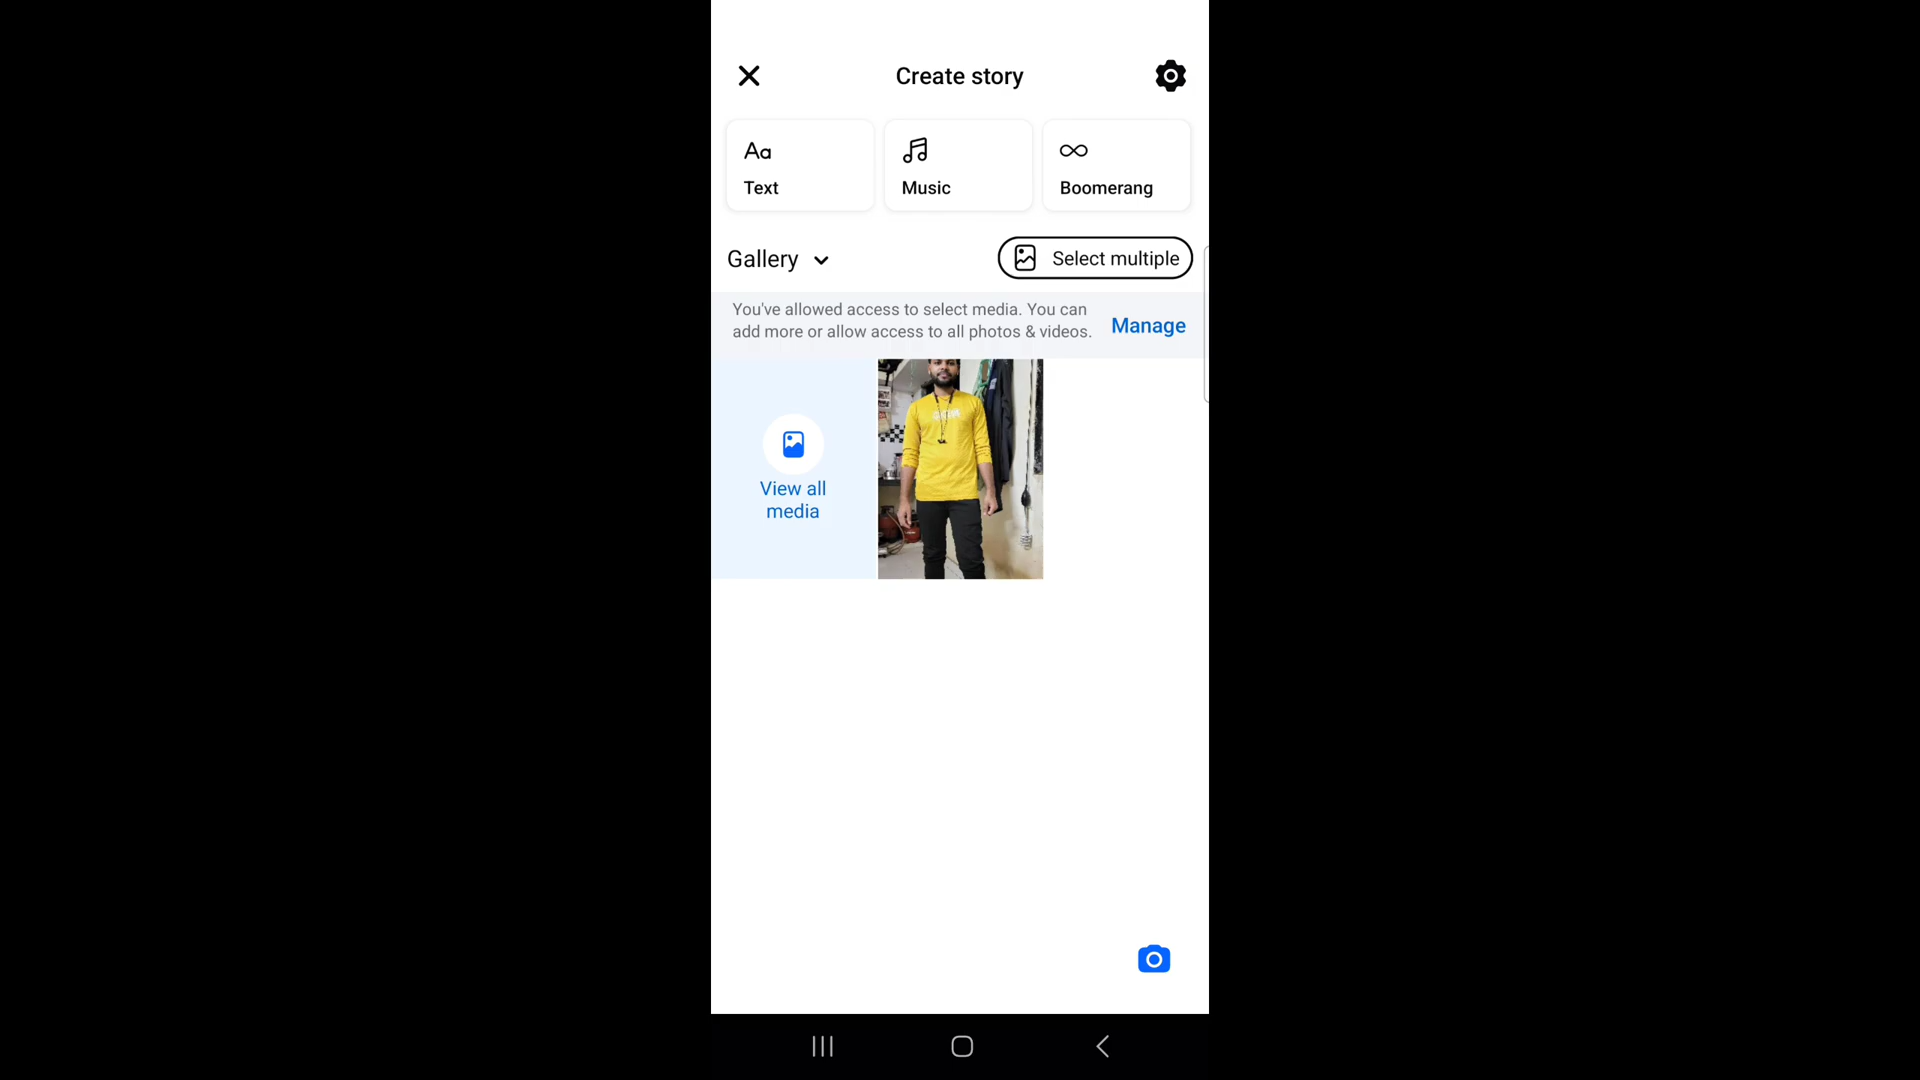 Create story
Aa
Text
Music
Boomerang
Gallery
Select multiple
You've allowed access to select media. You can
add more or allow access to all photos & videos.
Manage
View all
media